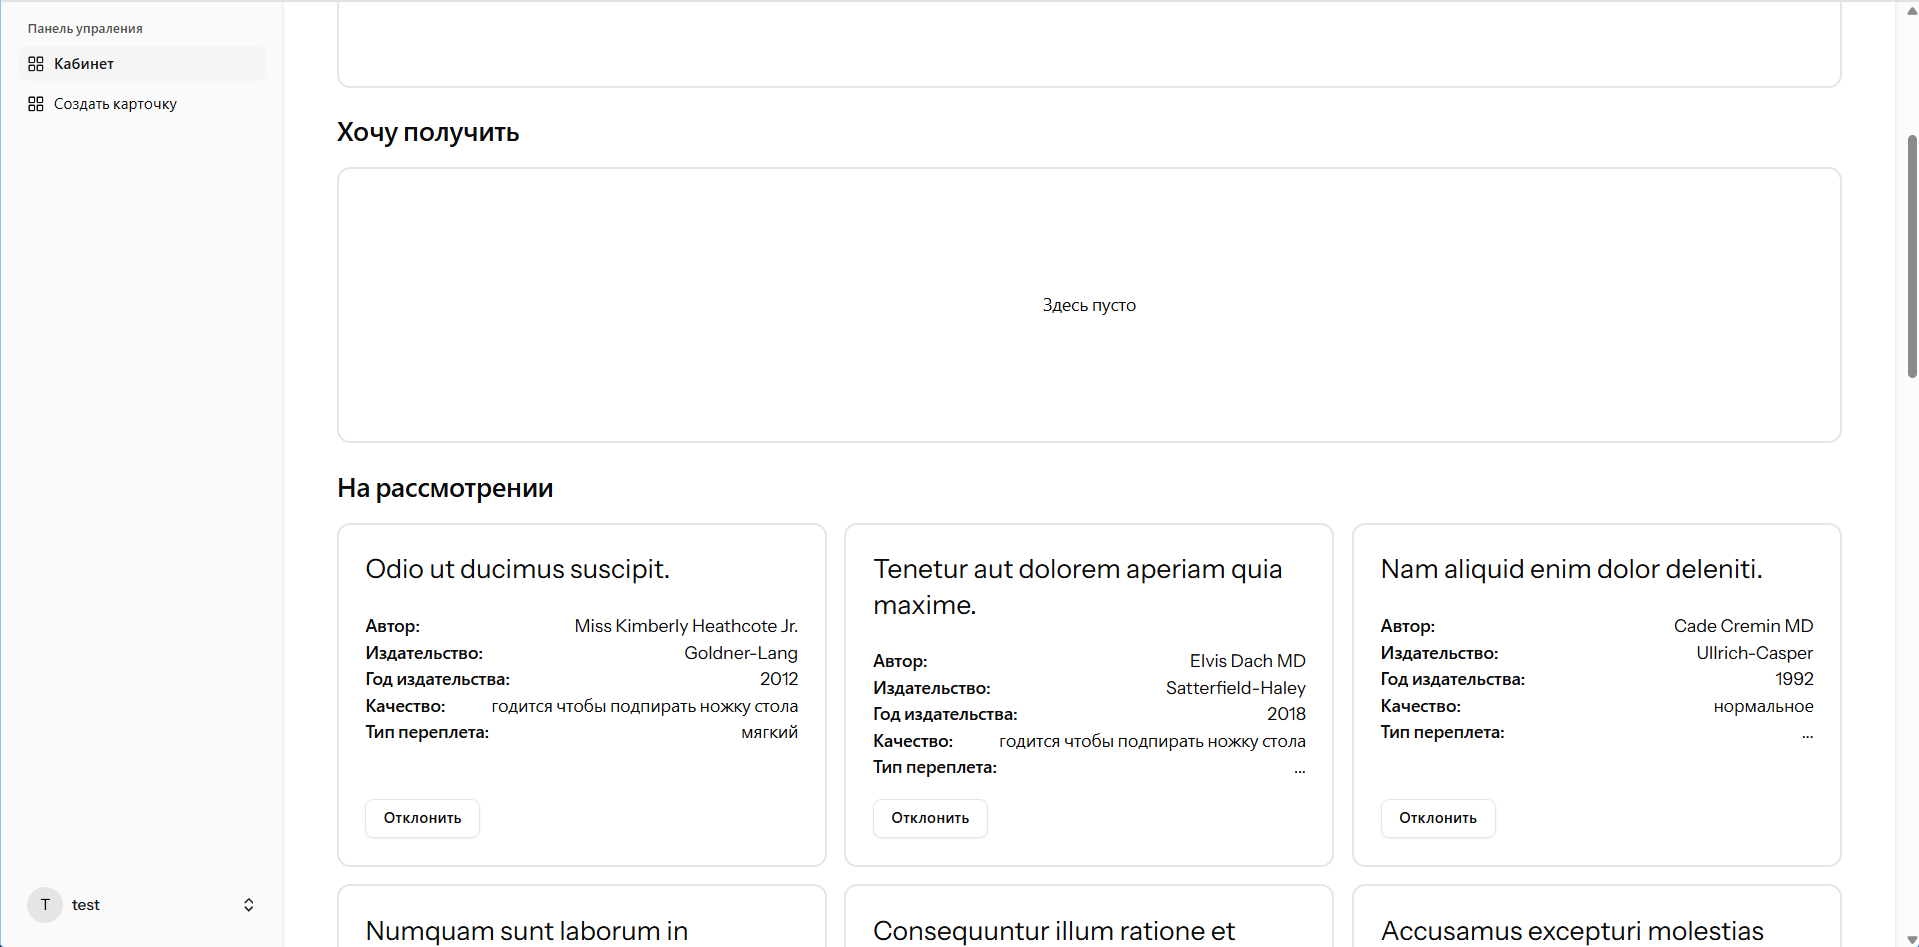 Панель упраления
Кабинет
Создать карточку
T test
Хочу получить
Здесь пусто
На рассмотрении
Odio ut ducimus suscipit.
Автор: Miss Kimberly Heathcote Jr.
Издательство: Goldner-Lang
Год издательства: 2012
Качество: годится чтобы подпирать ножку стола
Тип переплета: мягкий
Отклонить
Tenetur aut dolorem aperiam quia
maxime.
Автор: Elvis Dach MD
Издательство: Satterfield-Haley
Год издательства: 2018
Качество: годится чтобы подпирать ножку стола
Тип переплета: ...
Отклонить
Nam aliquid enim dolor deleniti.
Автор: Cade Cremin MD
Издательство: Ullrich-Casper
Год издательства: 1992
Качество: нормальное
Тип переплета: ...
Отклонить
Numquam sunt laborum in
Consequuntur illum ratione et
Accusamus excepturi molestias